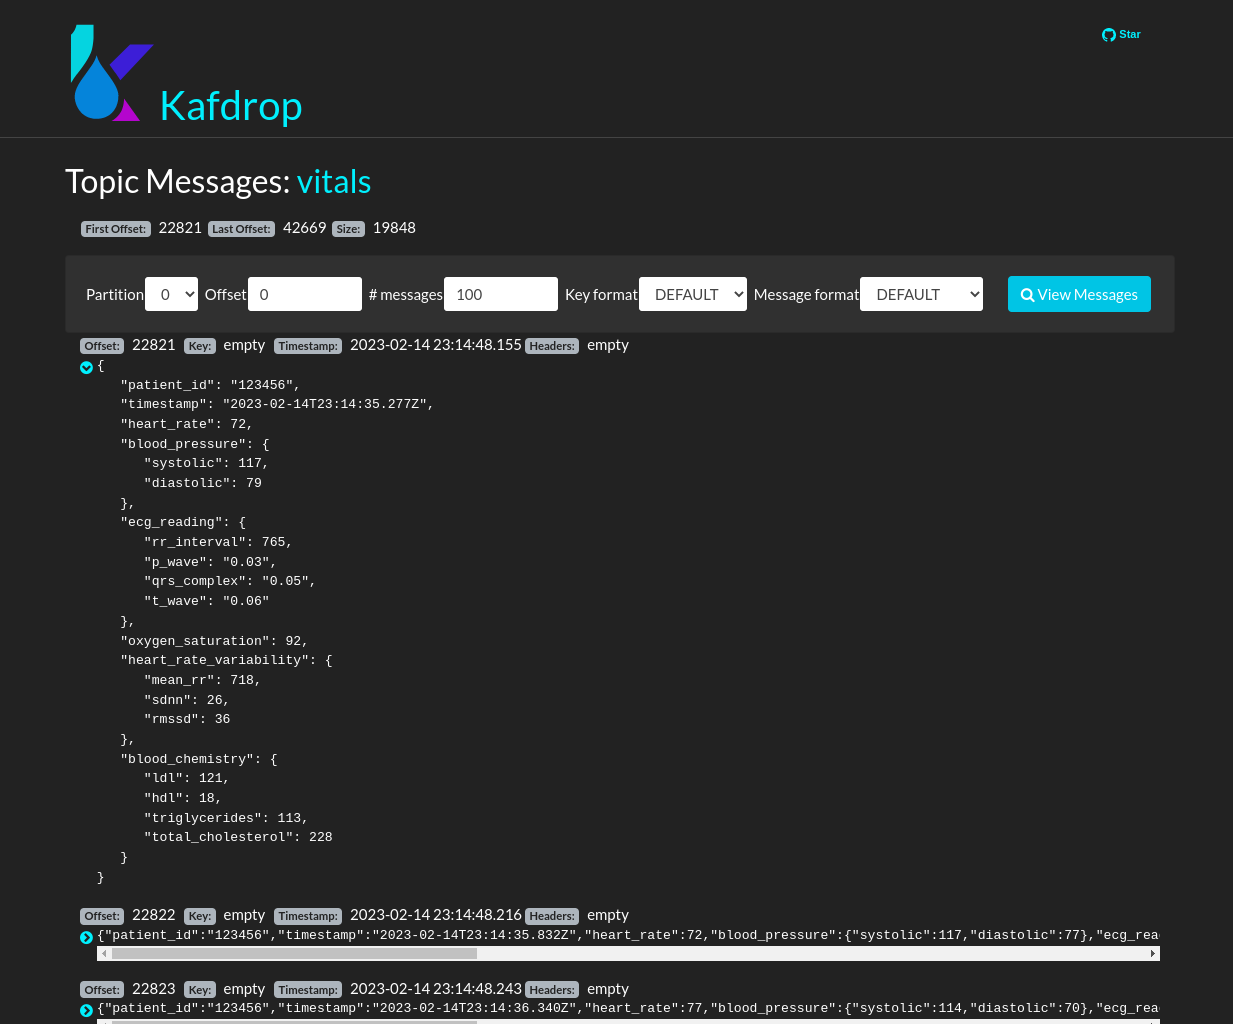 Star
Kafdrop
Topic Messages: vitals
First Offset: 22821 Last Offset: 42669 Size: 19848
Partition 0 Offset 0 # messages 100 Key format DEFAULT Message format DEFAULT View Messages
Offset: 22821 Key: empty Timestamp: 2023-02-14 23:14:48.155 Headers: empty
{
"patient_id": "123456",
"timestamp": "2023-02-14T23:14:35.277Z",
"heart_rate": 72,
"blood_pressure": {
"systolic": 117,
"diastolic": 79
},
"ecg_reading": {
"rr_interval": 765,
"p_wave": "0.03",
"qrs_complex": "0.05",
"t_wave": "0.06"
},
"oxygen_saturation": 92,
"heart_rate_variability": {
"mean_rr": 718,
"sdnn": 26,
"rmssd": 36
},
"blood_chemistry": {
"ldl": 121,
"hdl": 18,
"triglycerides": 113,
"total_cholesterol": 228
}
}
Offset: 22822 Key: empty Timestamp: 2023-02-14 23:14:48.216 Headers: empty
{"patient_id":"123456","timestamp":"2023-02-14T23:14:35.832Z","heart_rate":72,"blood_pressure":{"systolic":117,"diastolic":77},"ecg_rea
Offset: 22823 Key: empty Timestamp: 2023-02-14 23:14:48.243 Headers: empty
{"patient_id":"123456","timestamp":"2023-02-14T23:14:36.340Z","heart_rate":77,"blood_pressure":{"systolic":114,"diastolic":70},"ecg_rea